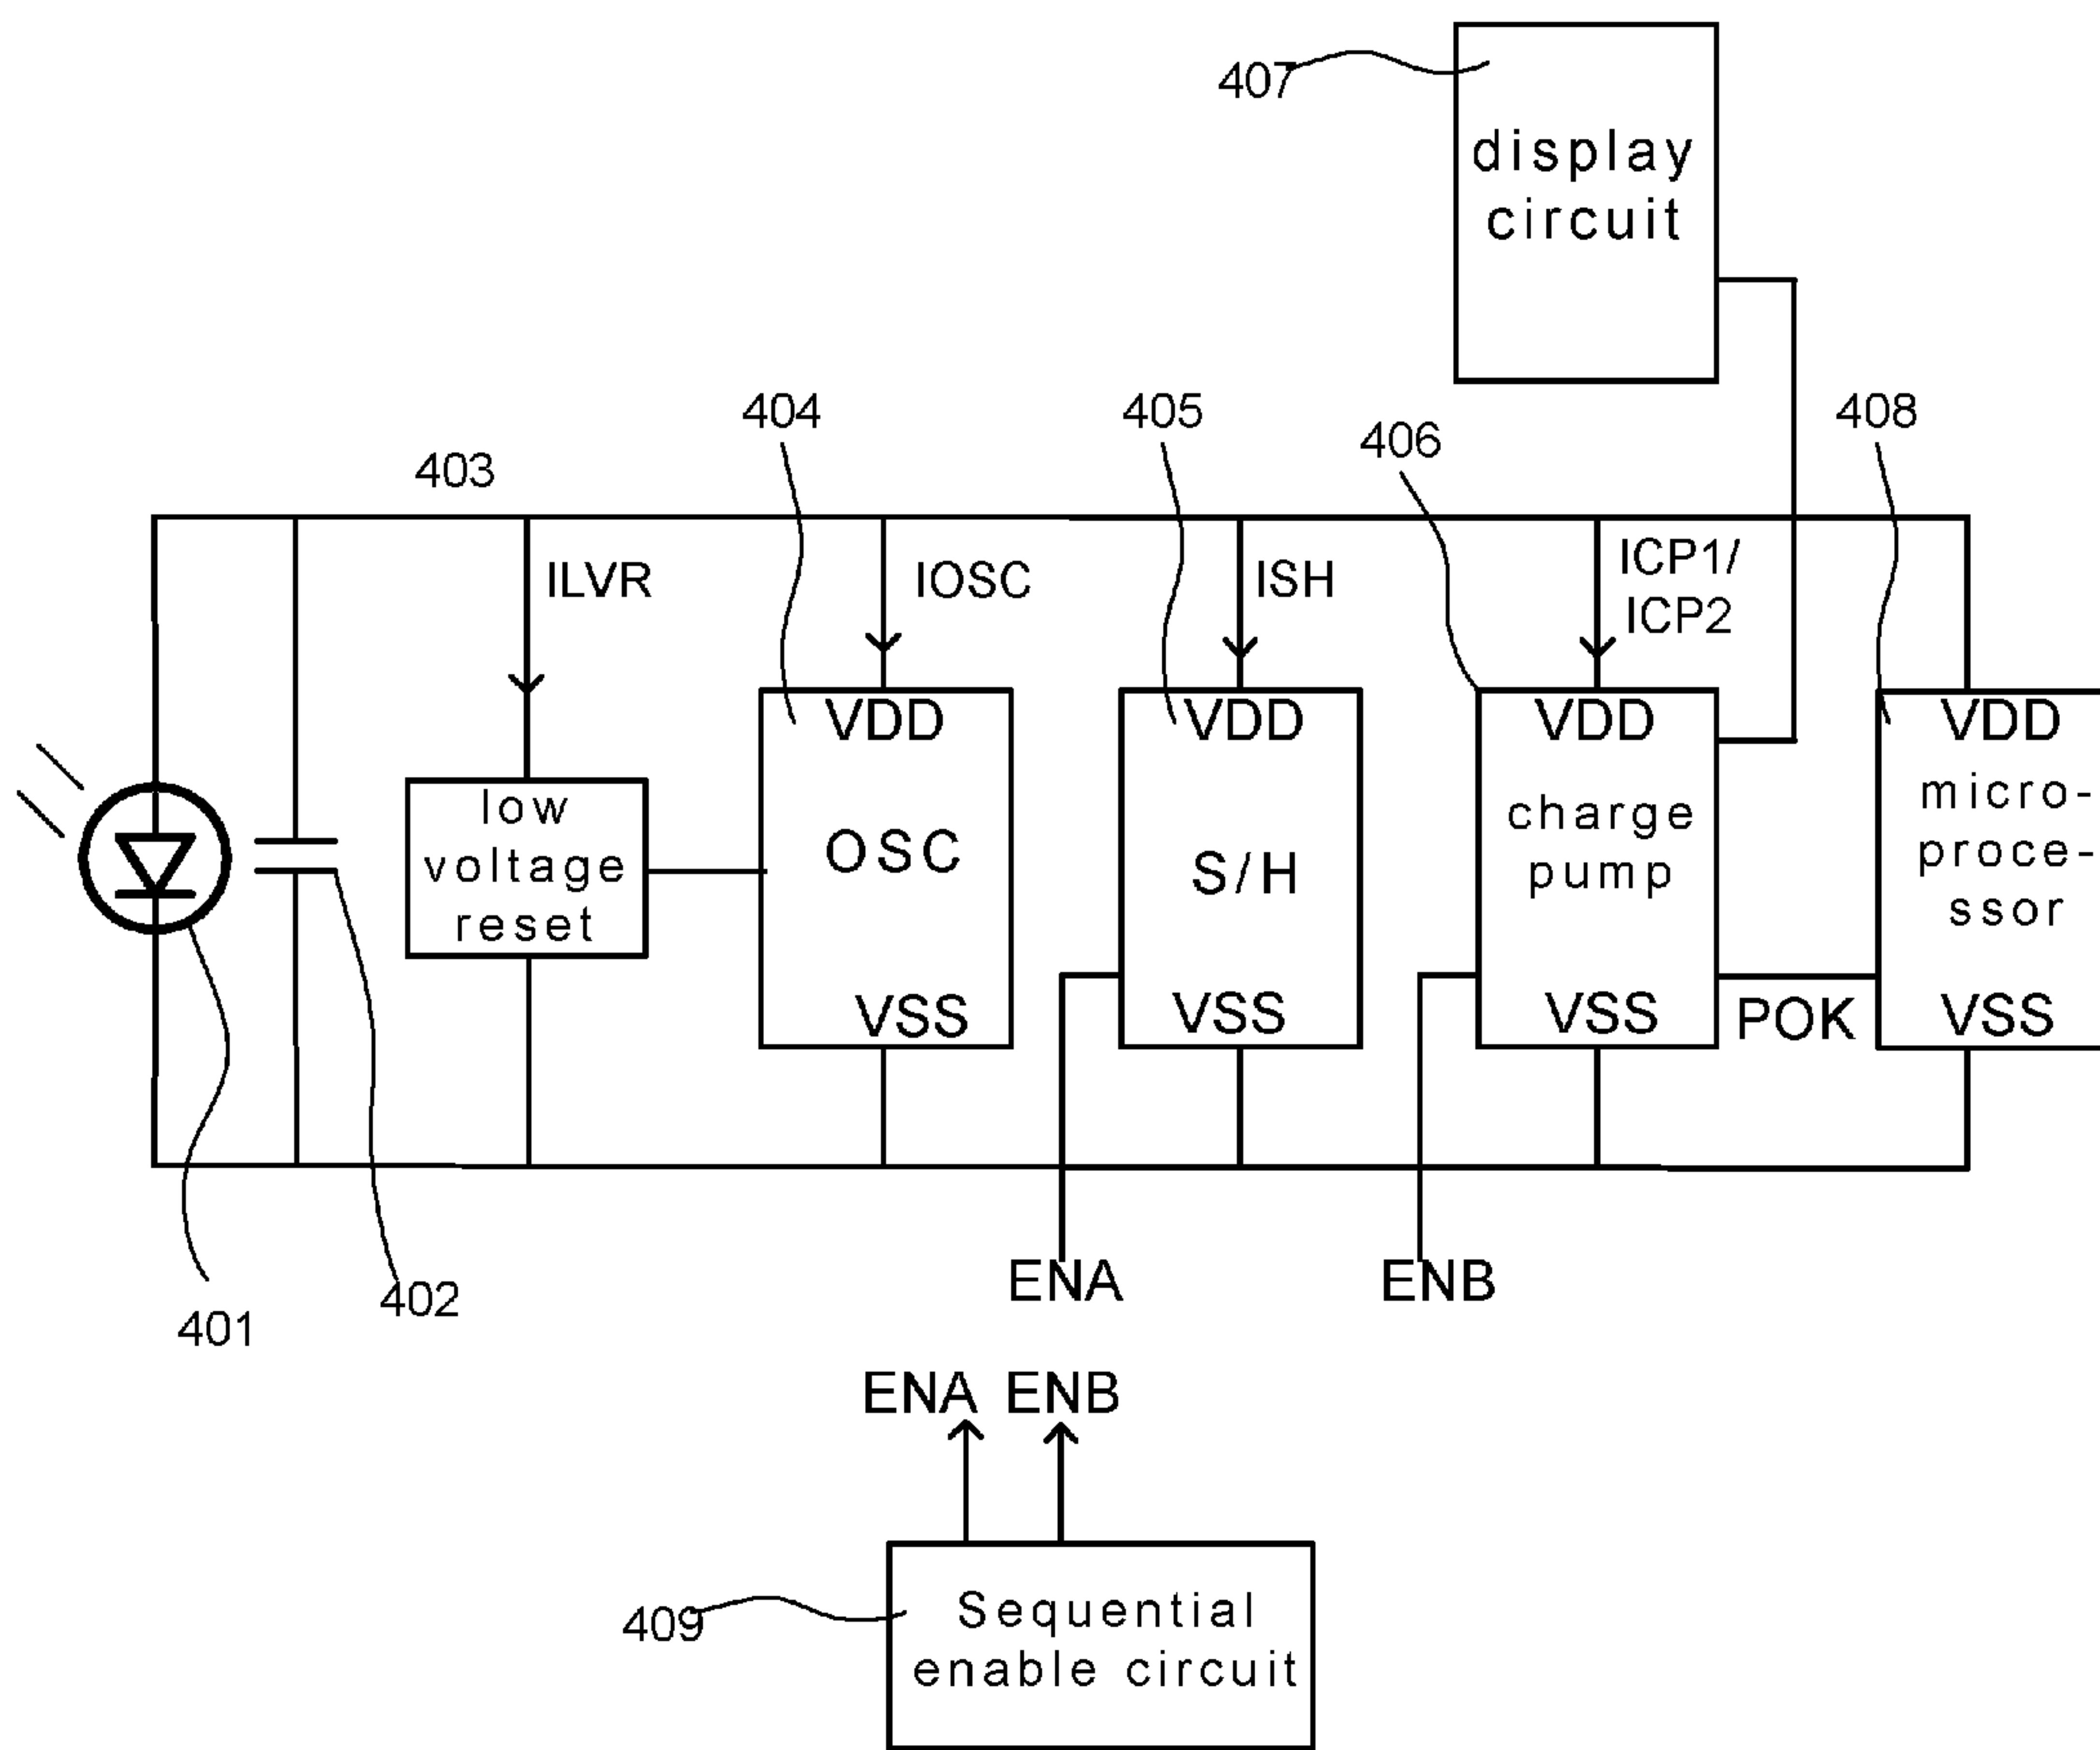 407
display
circuit
404
405
406
408
403
ILVR
IOSC
ISH
ICP1/
ICP2
low
voltage
reset
VDD
OSC
VSS
VDD
S/H
VSS
VDD
charge
pump
VSS
POK
VDD
micro-
proce-
ssor
VSS
401
402
ENA
ENB
ENA ENB
409
Sequential
enable circuit